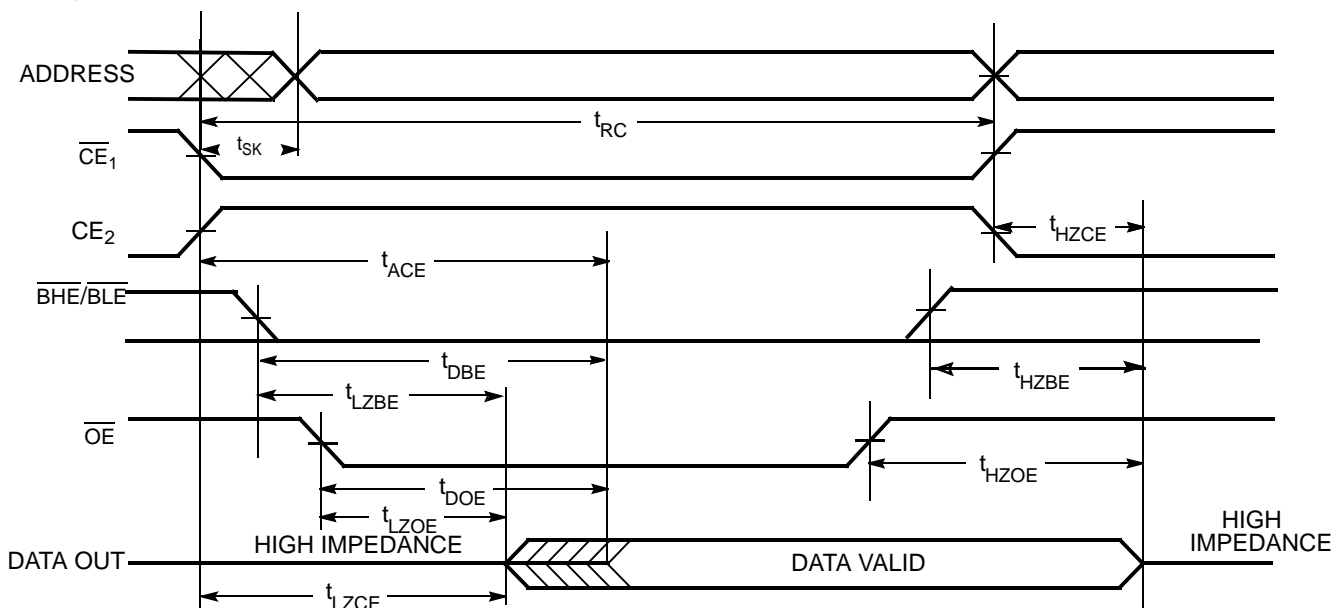 ADDRESS
tRC
tSK
CE1
CE2
tHZCE
tACE
BHE/BLE
tDBE
tHZBE
tLZBE
OE
tHZOE
tDOE
tLZOE
HIGH IMPEDANCE
HIGH
IMPEDANCE
DATA OUT
DATA VALID
tLZCE